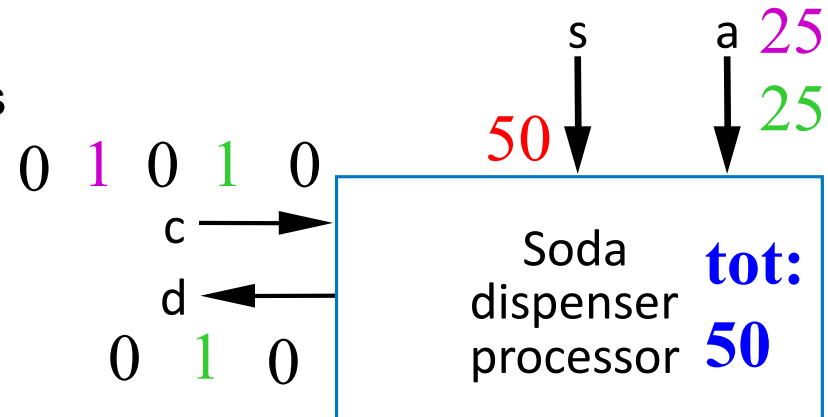 s a 25
s 25
50
0 1 0 1 0
c
Soda
dispenser
processor
tot:
50
d
0 1 0